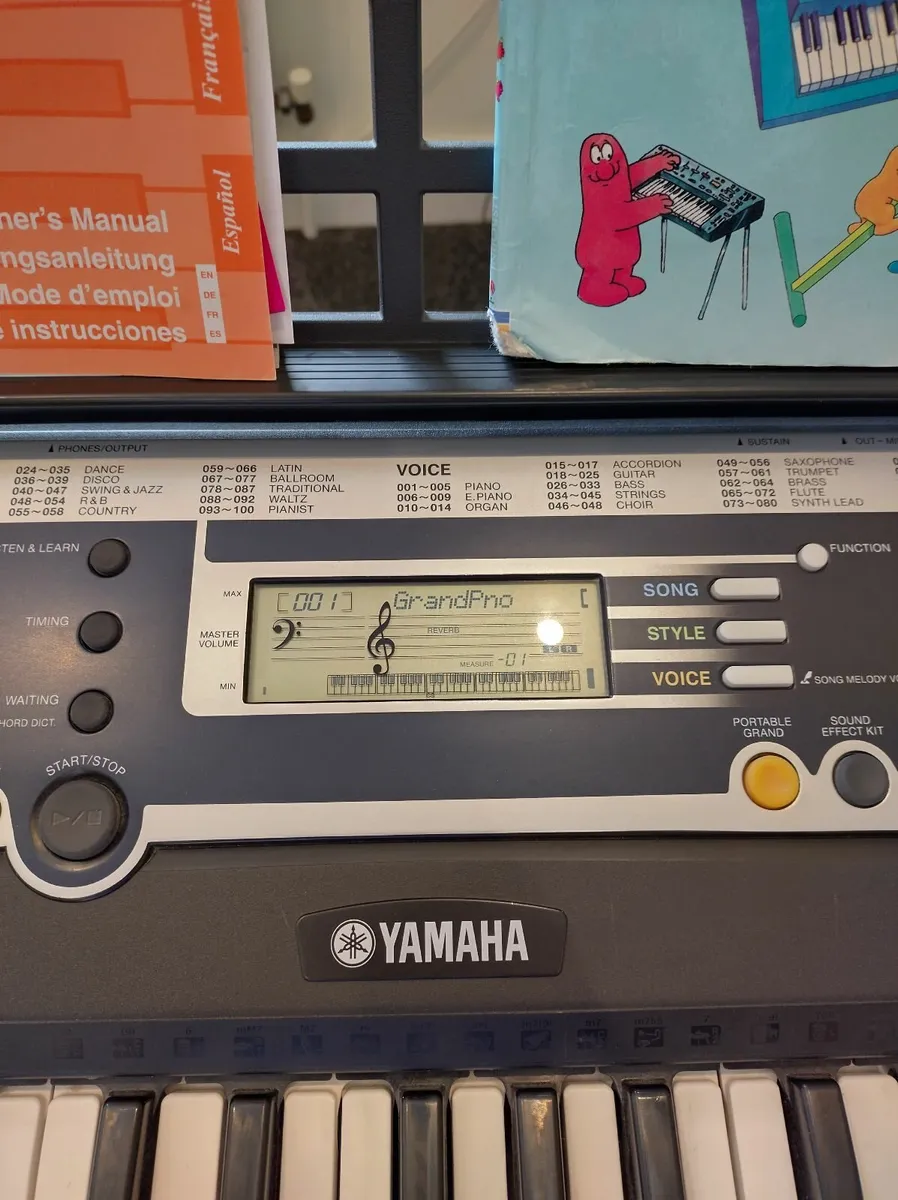 Français
Español
ner's Manual
ngsanleitung
Mode d'emploi
instrucciones
EN
DE
FR
ES
PHONES/OUTPUT
SUSTAIN
024~035 DANCE
036~039 DISCO
040~047 SWING & JAZZ
048~054 R & B
055~058 COUNTRY
059~066 LATIN
067~077 BALLROOM
078~087 TRADITIONAL
088~092 WALTZ
093~100 PIANIST
VOICE
001~005 PIANO
006~009 E.PIANO
010~014 ORGAN
015~017 ACCORDION
018~025 GUITAR
026~033 BASS
034~045 STRINGS
046~048 CHOIR
049~056 SAXOPHONE
057~061 TRUMPET
062~064 BRASS
065~072 FLUTE
073~080 SYNTH LEAD
TEN & LEARN
TIMING
WAITING
HORD DICT.
START/STOP
MAX
MASTER
VOLUME
MIN
001 GrandPno
REVERB
MEASURE -01
FUNCTION
SONG
STYLE
VOICE
SONG MELODY VO
PORTABLE
GRAND
SOUND
EFFECT KIT
YAMAHA